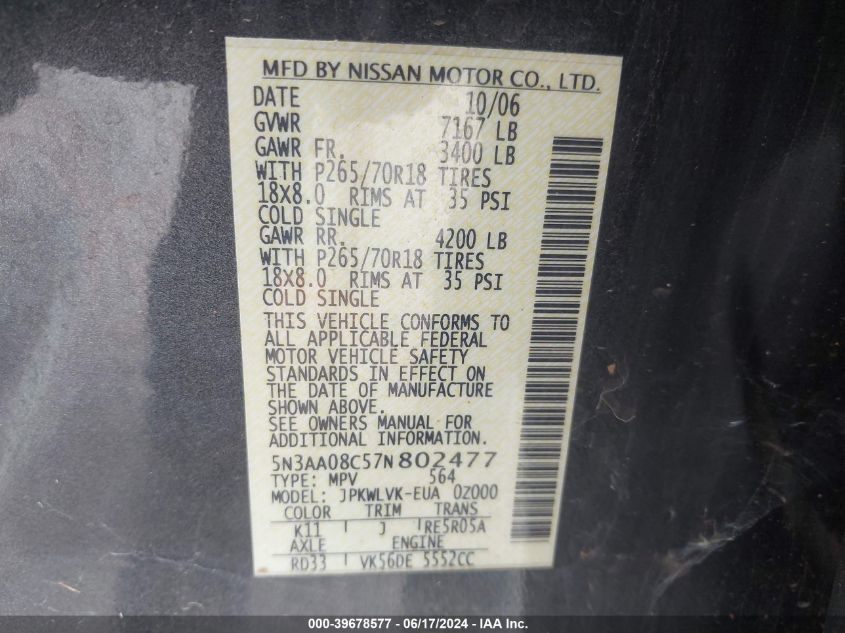 MFD BY NISSAN MOTOR CO., LTD.
DATE 10/06
GVWR 7167 LB
GAWR FR. 3400 LB
WITH P265/70R18 TIRES
18X8.0 RIMS AT 35 PSI
COLD SINGLE
GAWR RR. 4200 LB
WITH P265/70R18 TIRES
18X8.0 RIMS AT 35 PSI
COLD SINGLE
THIS VEHICLE CONFORMS TO
ALL APPLICABLE FEDERAL
MOTOR VEHICLE SAFETY
STANDARDS IN EFFECT ON
THE DATE OF MANUFACTURE
SHOWN ABOVE.
SEE OWNERS MANUAL FOR
ADDITIONAL INFORMATION.
5N3AA08C57N802477
TYPE: MPV 564
MODEL: JPKWLVK-EUA 0Z000
COLOR TRIM TRANS
K11 J RE5R05A
AXLE ENGINE
RD33 VK56DE 5552CC
000-39678577 - 06/17/2024 - IAA Inc.